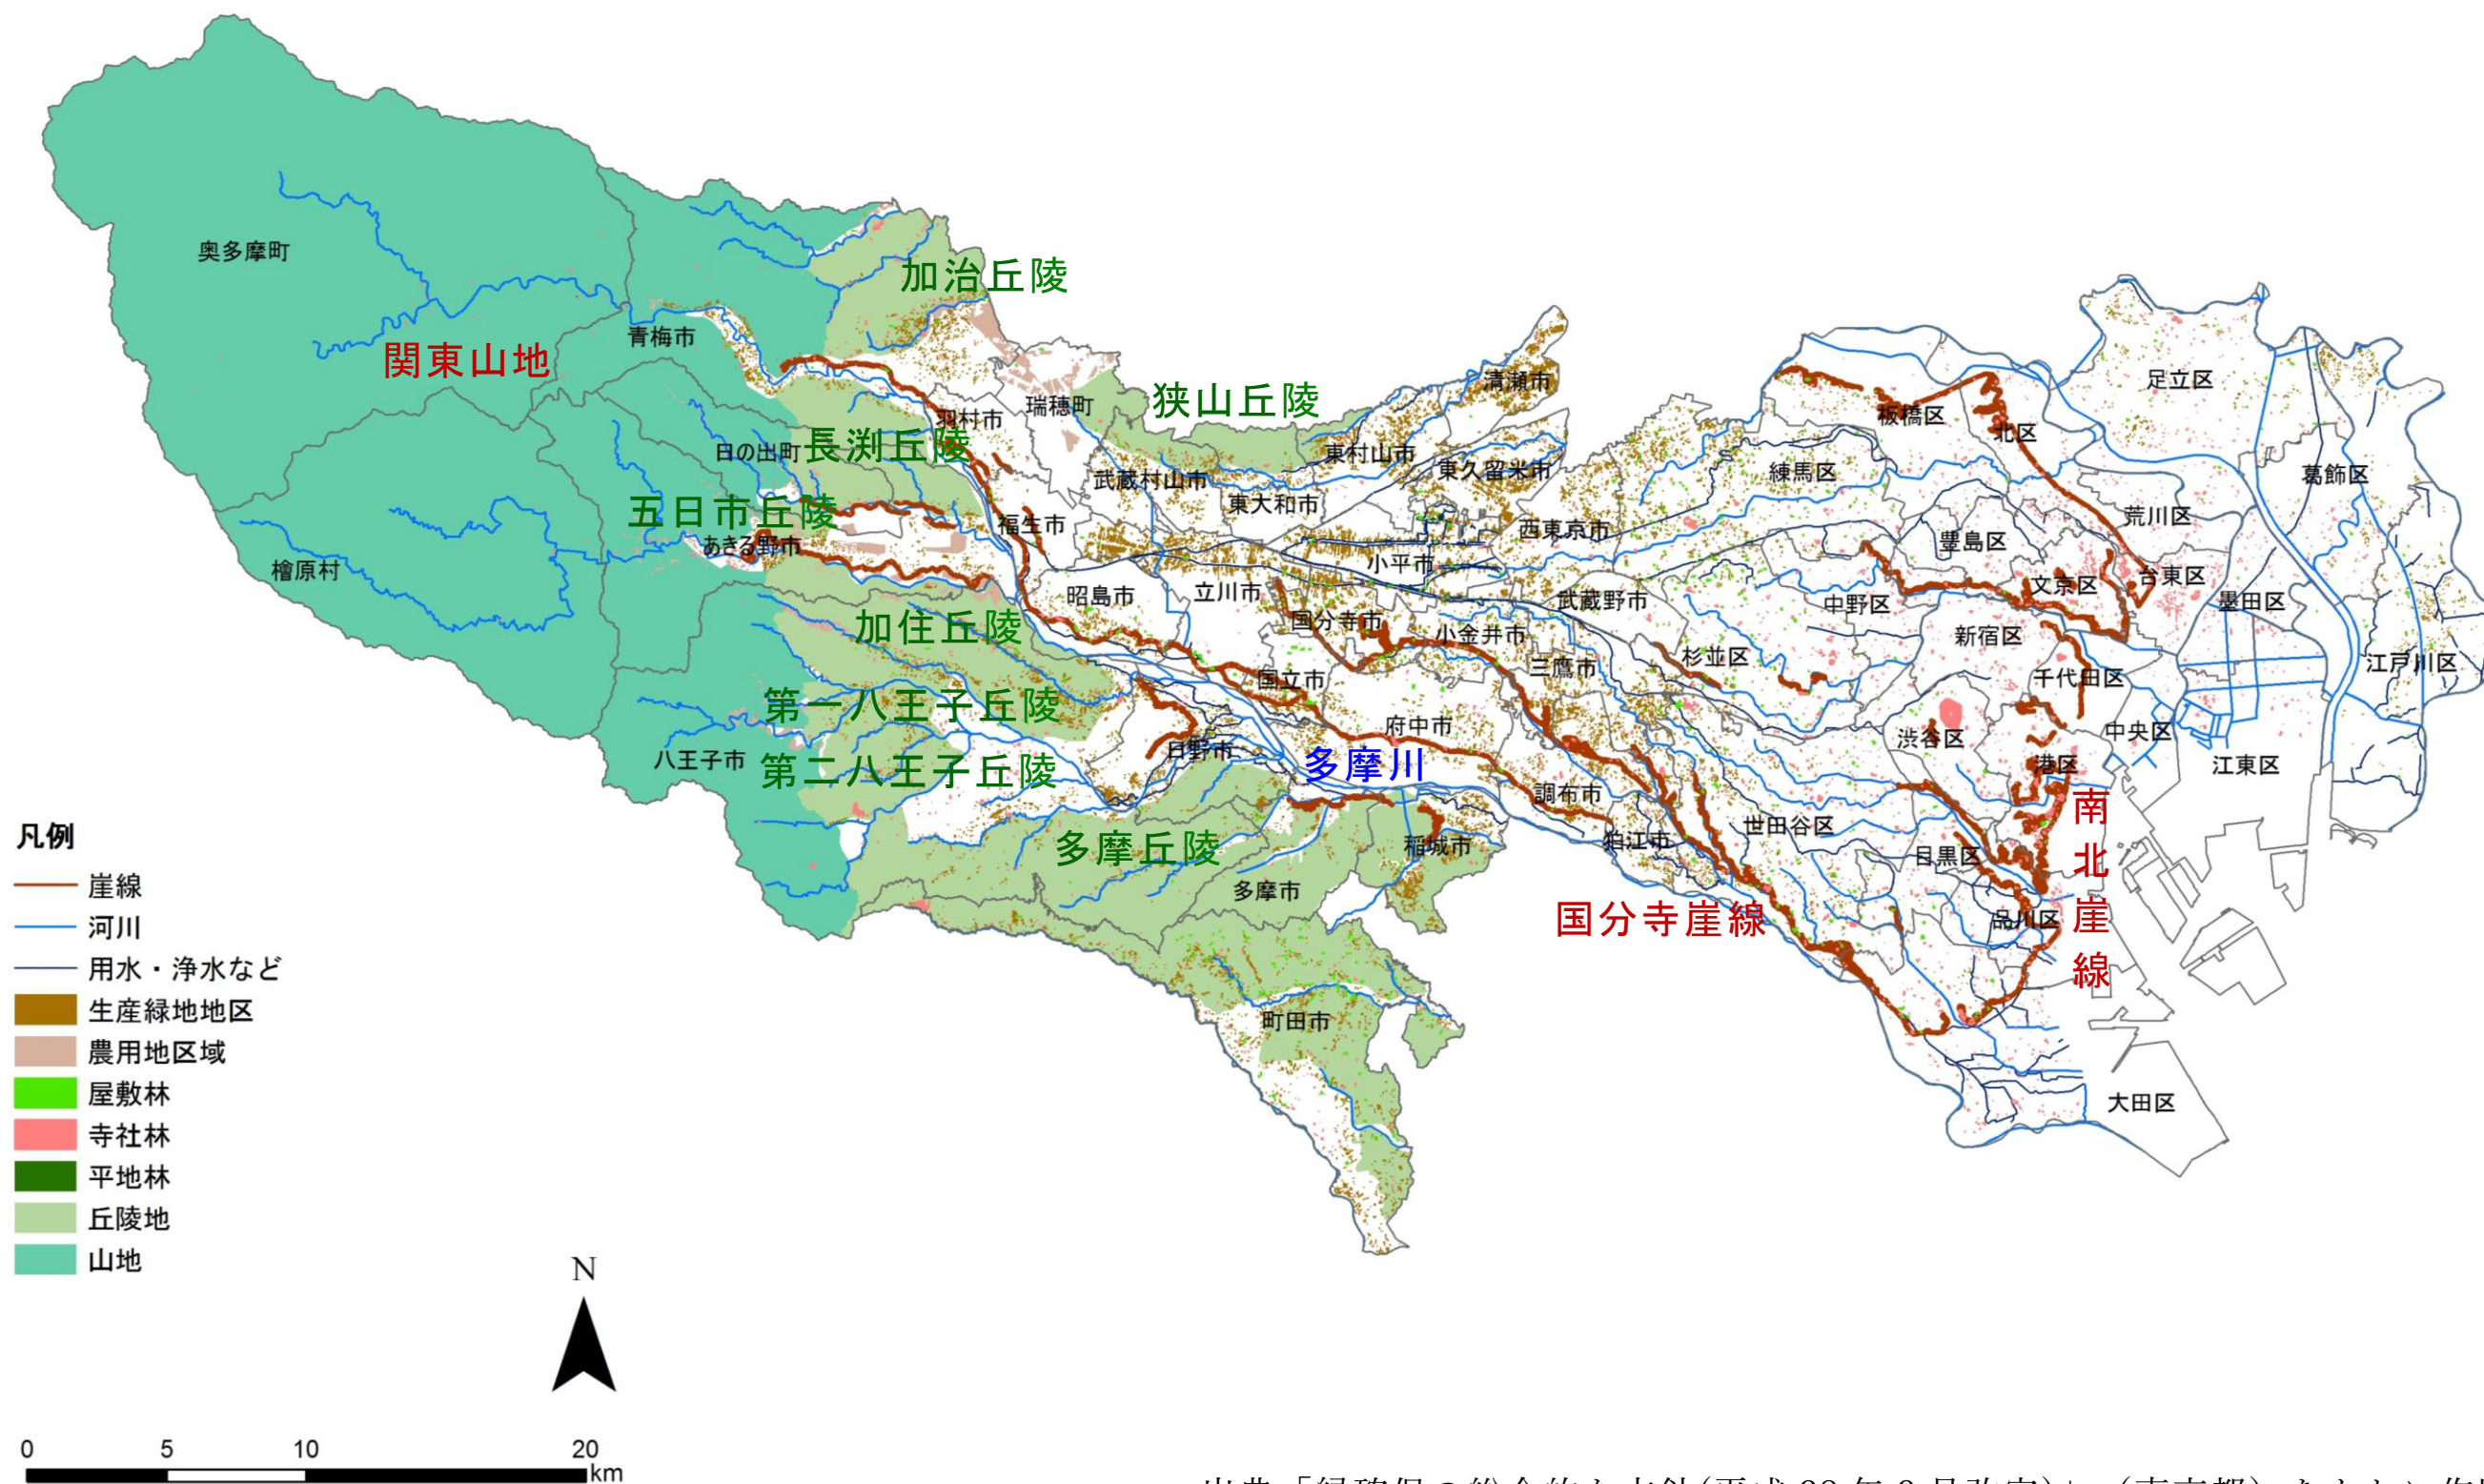 奥多摩町
関東山地
青梅市
加治丘陵
羽村市
瑞穂町
狭山丘陵
清瀬市
日の出町
長渕丘陵
武蔵村山市
東大和市
東村山市
東久留米市
五日市丘陵
あきる野市
福生市
檜原村
昭島市
立川市
小平市
西東京市
国分寺市
小金井市
武蔵野市
加住丘陵
三鷹市
国立市
第一八王子丘陵
府中市
八王子市
第二八王子丘陵
日野市
多摩川
調布市
多摩丘陵
多摩市
稲城市
狛江市
国分寺崖線
町田市
足立区
板橋区
北区
練馬区
葛飾区
荒川区
豊島区
文京区
台東区
墨田区
中野区
新宿区
杉並区
千代田区
江戸川区
渋谷区
中央区
港区
江東区
世田谷区
目黒区
品川区
南北崖線
大田区
凡例
崖線
河川
用水・浄水など
生産緑地地区
農用地区域
屋敷林
寺社林
平地林
丘陵地
山地
N
0 5 10 20
km